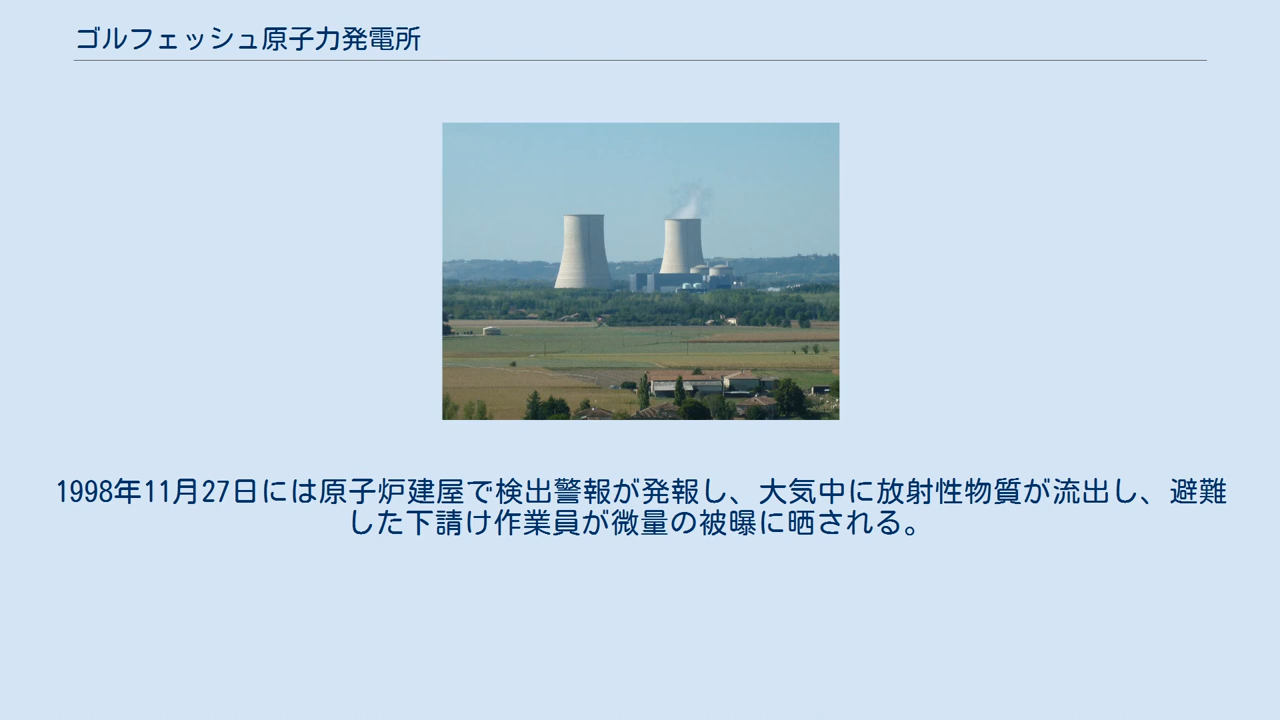 ゴルフェッシュ原子力発電所
1998年11月27日には原子炉建屋で検出警報が発報し、大気中に放射性物質が流出し、避難
した下請け作業員が微量の被曝に晒される。